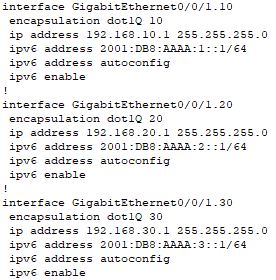 interface GigabitEthernet0/0/1.10
 encapsulation dot1Q 10
 ip address 192.168.10.1 255.255.255.0
 ipv6 address 2001:DB8:AAAA:1::1/64
 ipv6 address autoconfig
 ipv6 enable
!
interface GigabitEthernet0/0/1.20
 encapsulation dot1Q 20
 ip address 192.168.20.1 255.255.255.0
 ipv6 address 2001:DB8:AAAA:2::1/64
 ipv6 address autoconfig
 ipv6 enable
!
interface GigabitEthernet0/0/1.30
 encapsulation dot1Q 30
 ip address 192.168.30.1 255.255.255.0
 ipv6 address 2001:DB8:AAAA:3::1/64
 ipv6 address autoconfig
 ipv6 enable